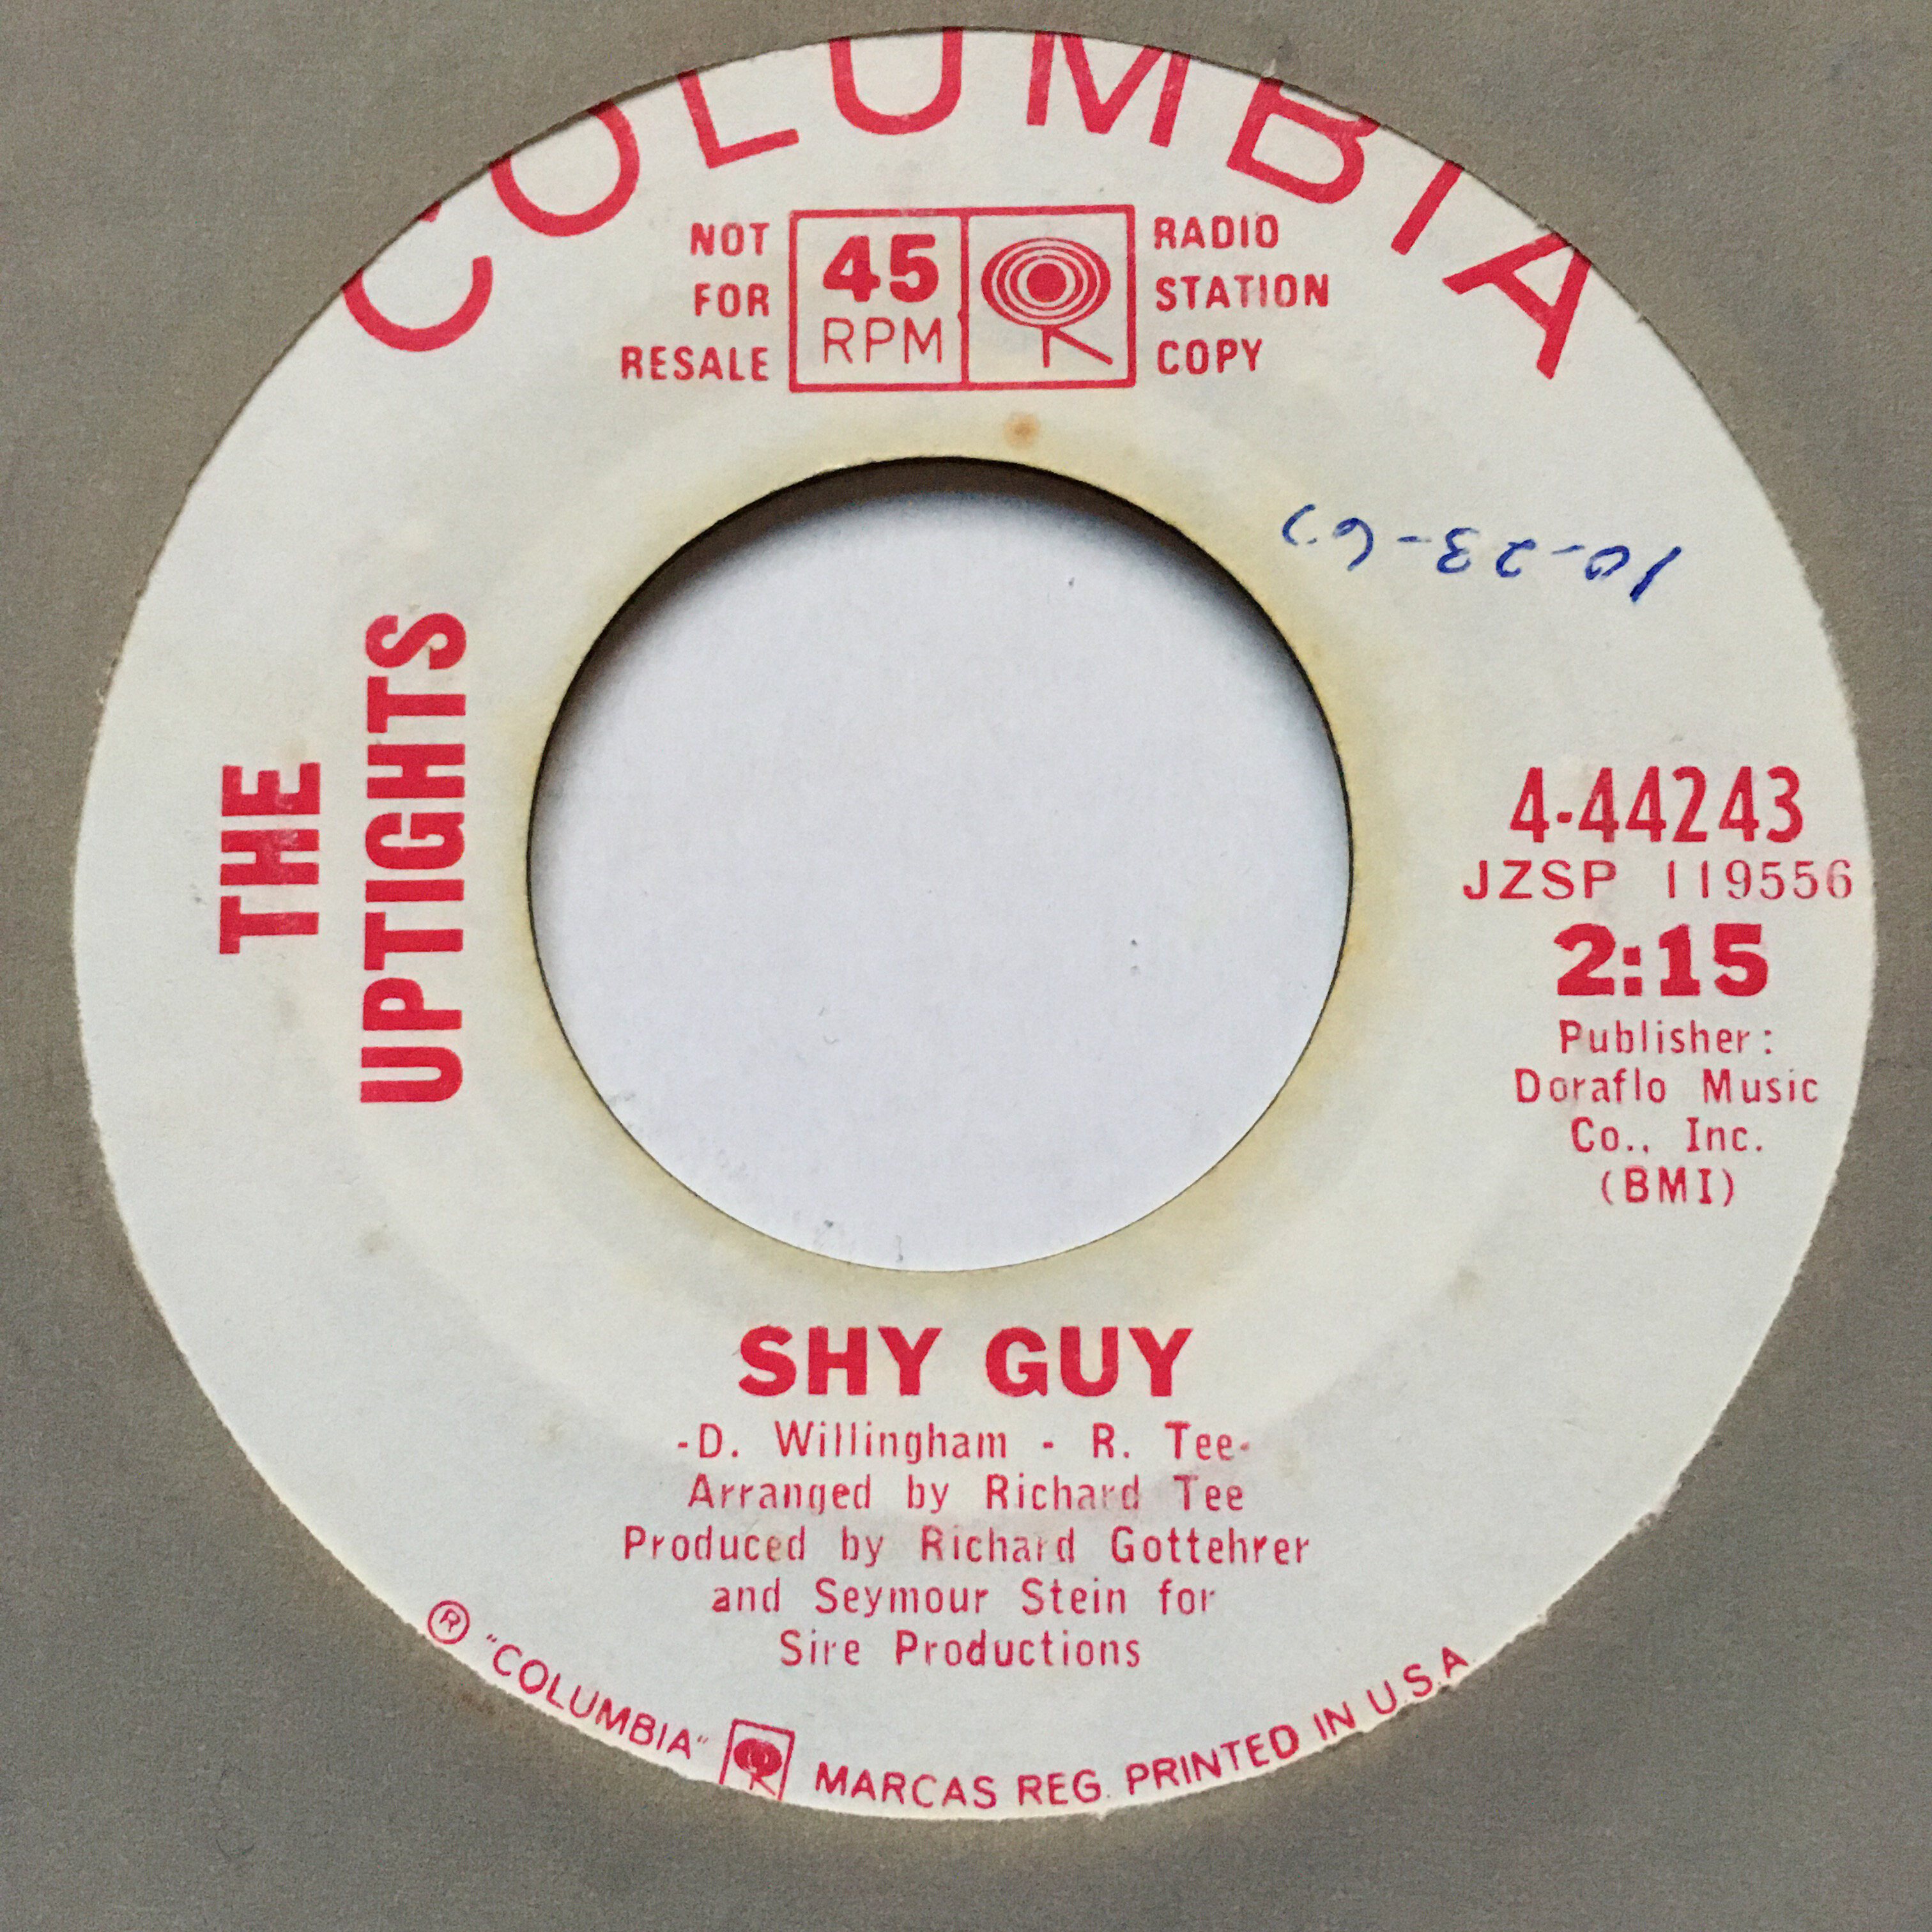 COLUMBIA
NOT
FOR
RESALE
45
RPM
RADIO
STATION
COPY
10-23-67
THE
UPTIGHTS
4-44243
JZSP 119556
2:15
Publisher:
Doraflo Music
Co., Inc.
(BMI)
SHY GUY
-D. Willingham - R. Tee-
Arranged by Richard Tee
Produced by Richard Gottehrer
and Seymour Stein for
Sire Productions
® "COLUMBIA" MARCAS REG. PRINTED IN U.S.A.